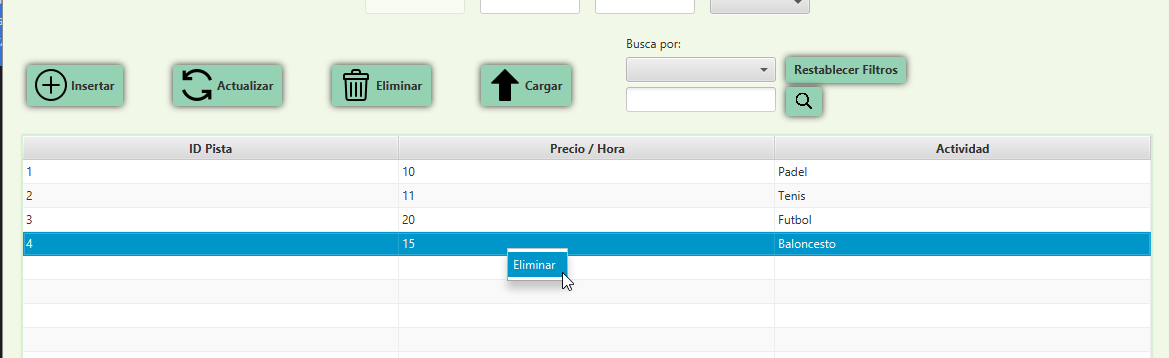 Busca por:
Insertar
Actualizar
Eliminar
Cargar
Restablecer Filtros
ID Pista Precio / Hora Actividad
1 10 Padel
2 11 Tenis
3 20 Futbol
4 15 Baloncesto
Eliminar